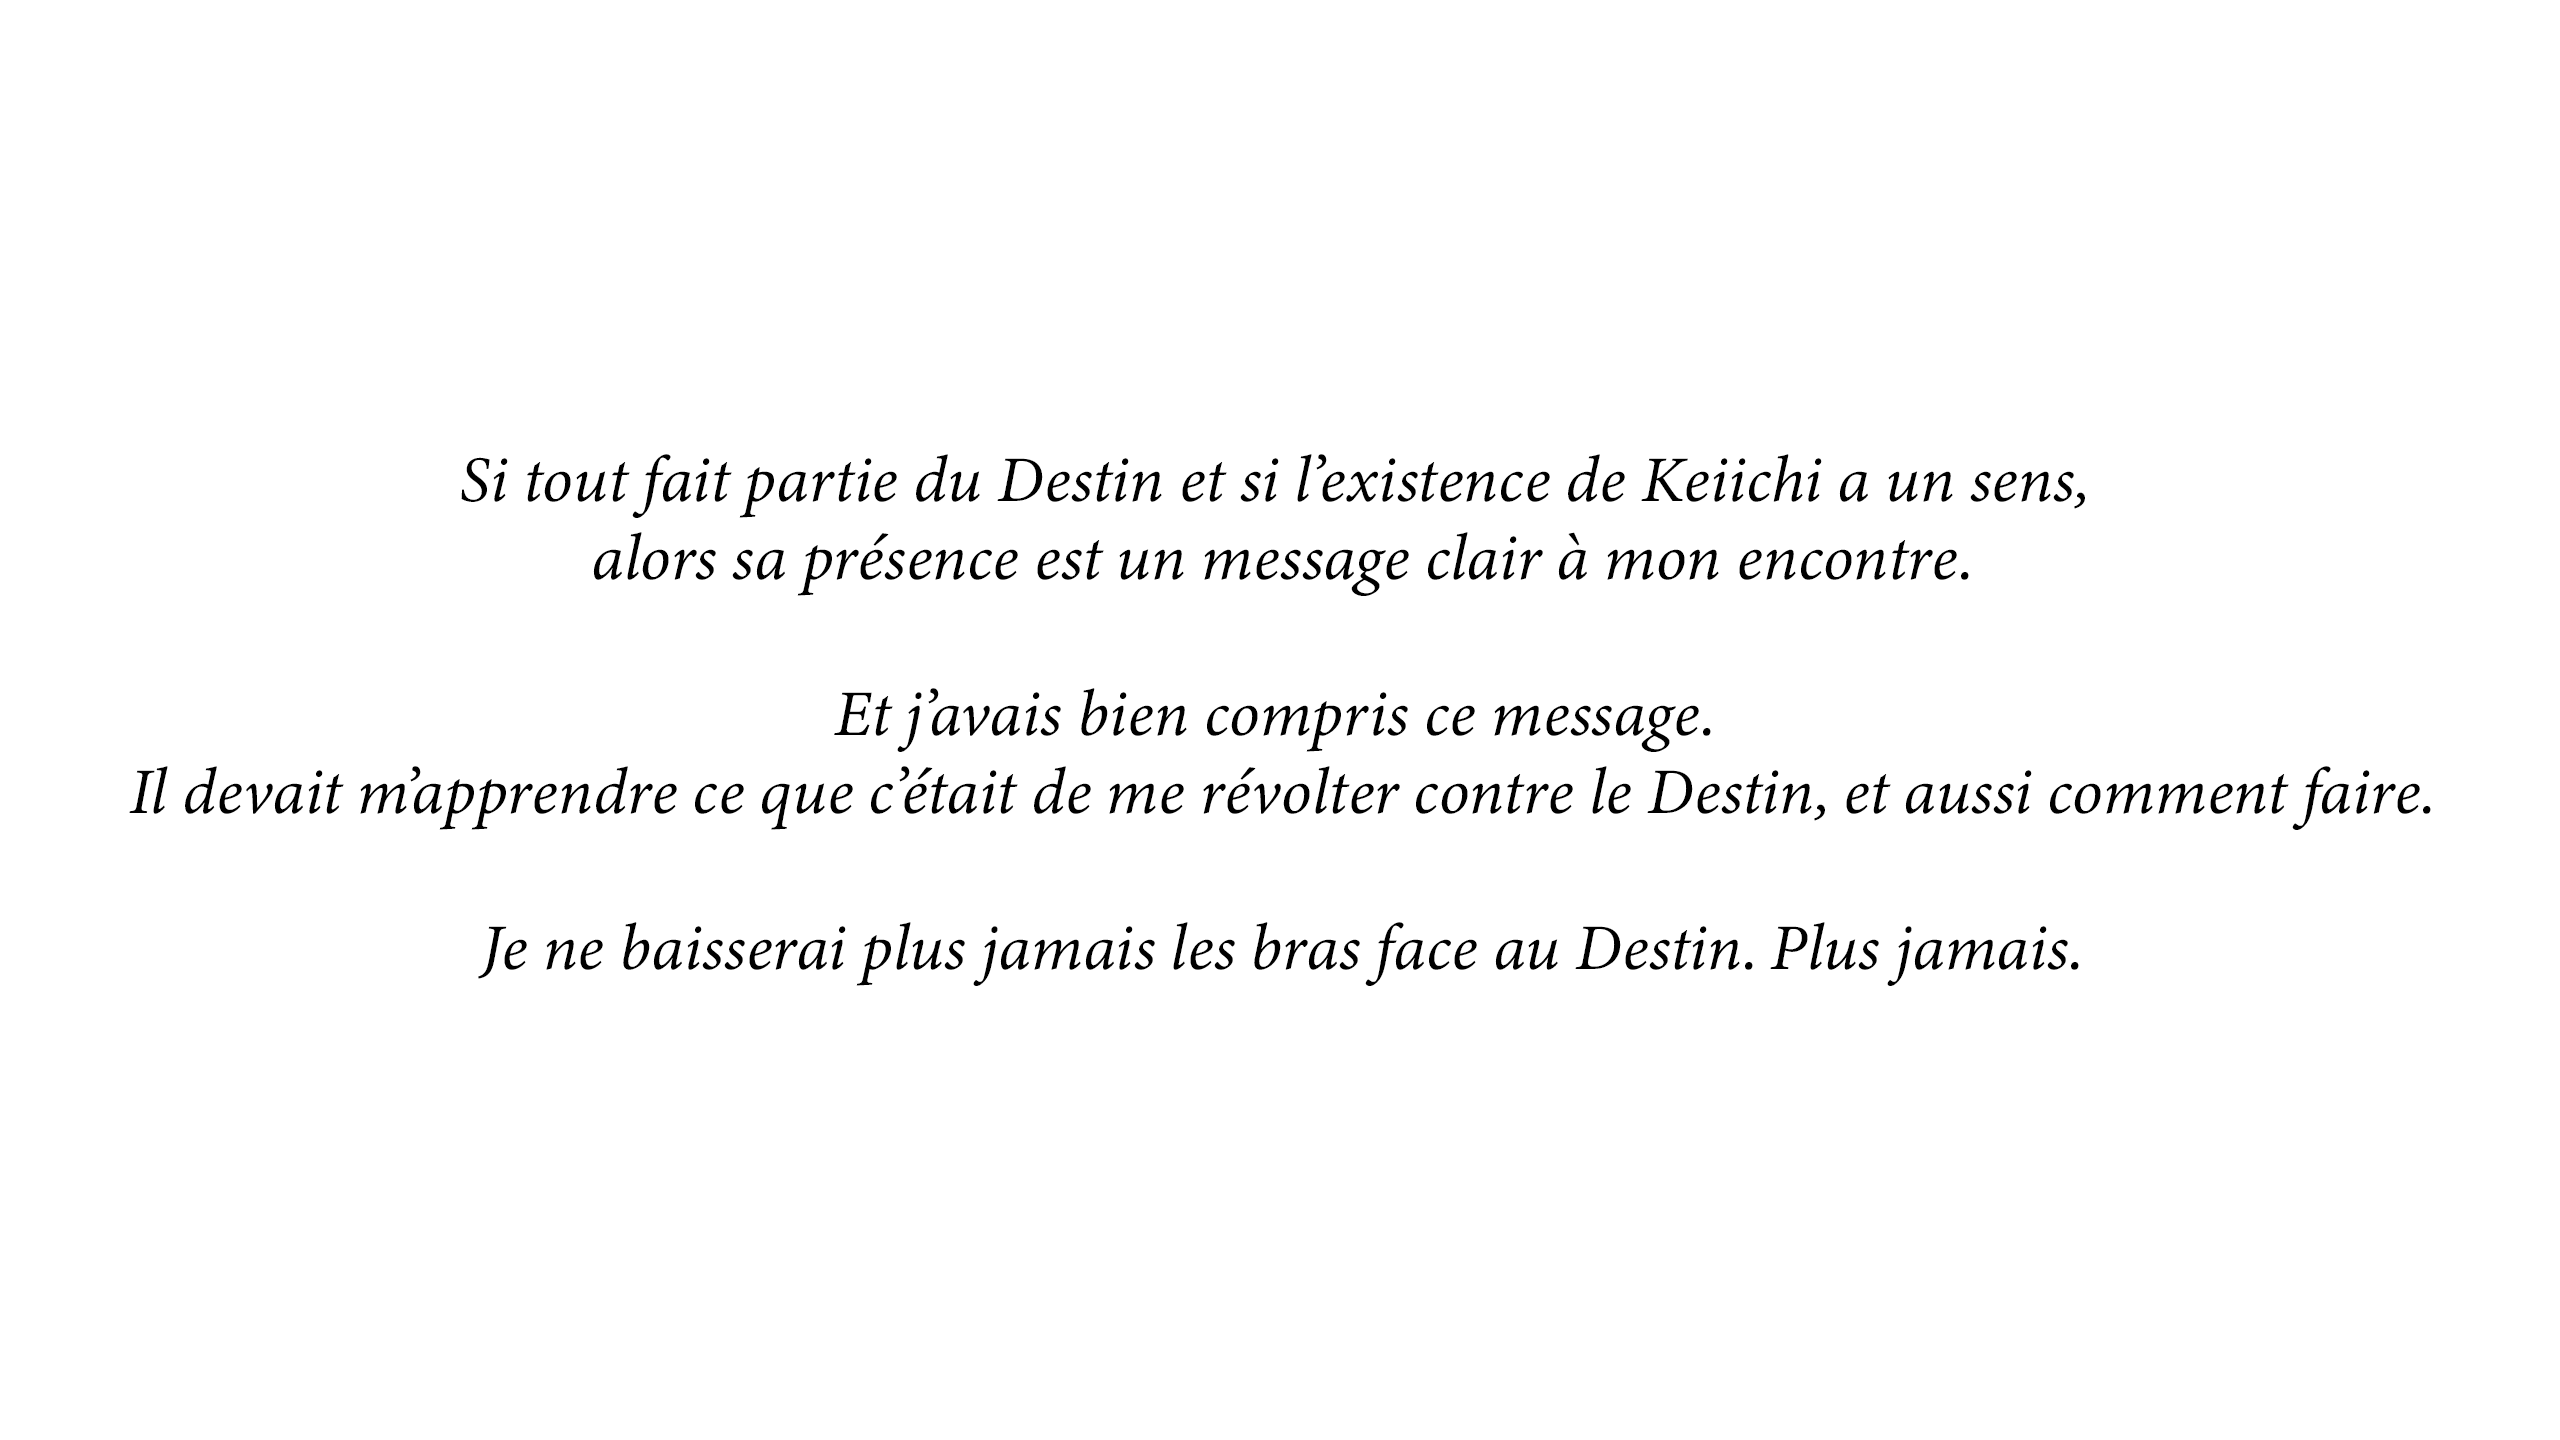 Si tout fait partie du Destin et si l’existence de Keiichi a un sens,
alors sa présence est un message clair à mon encontre.
Et j’avais bien compris ce message.
Il devait m’apprendre ce que c’était de me révolter contre le Destin, et aussi comment faire.
Je ne baisserai plus jamais les bras face au Destin. Plus jamais.